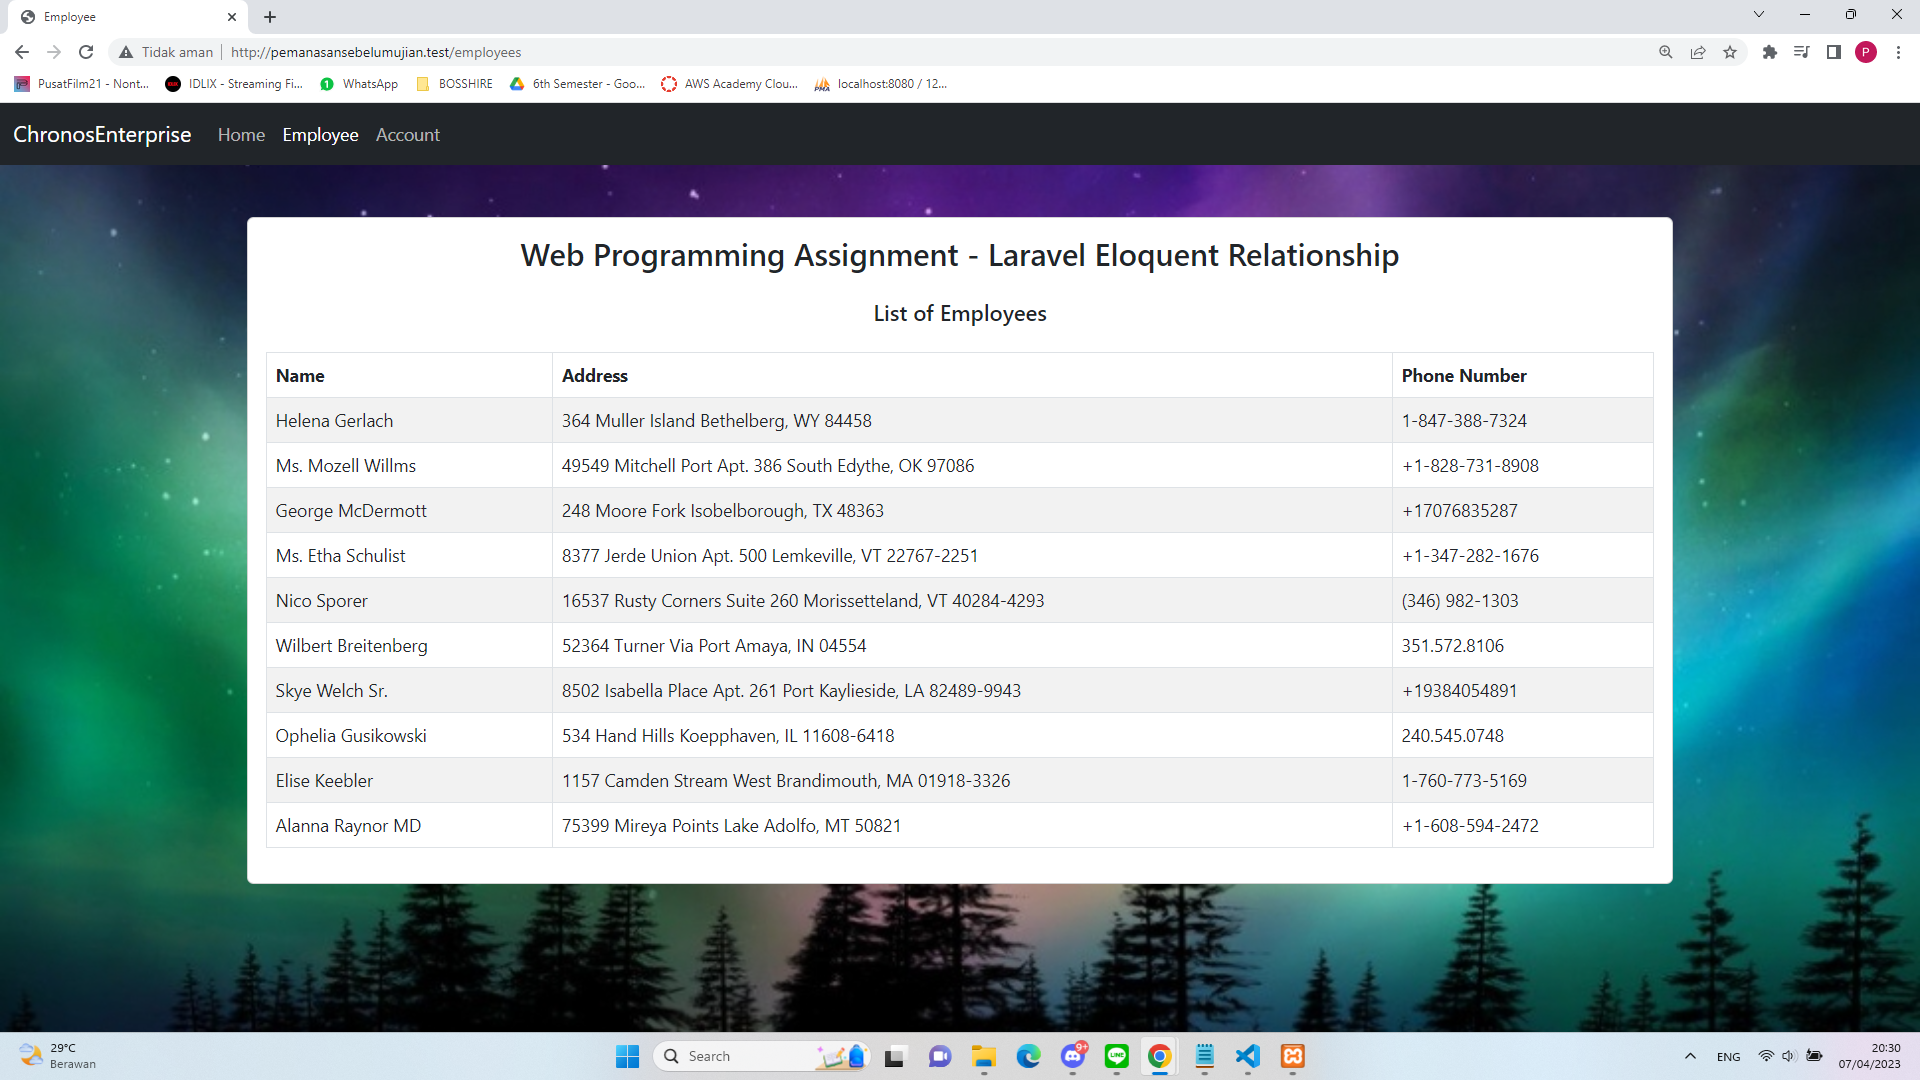 Employee
Tidak aman http://pemanasansebelumujian.test/employees
P
PusatFilm21 - Nont... IDLIX - Streaming Fi... 1 WhatsApp BOSSHIRE 6th Semester - Goo... AWS Academy Clou... PMA localhost:8080 / 12...
ChronosEnterprise Home Employee Account
Web Programming Assignment - Laravel Eloquent Relationship
List of Employees
Name Address Phone Number
Helena Gerlach 364 Muller Island Bethelberg, WY 84458 1-847-388-7324
Ms. Mozell Willms 49549 Mitchell Port Apt. 386 South Edythe, OK 97086 +1-828-731-8908
George McDermott 248 Moore Fork Isobelborough, TX 48363 +17076835287
Ms. Etha Schulist 8377 Jerde Union Apt. 500 Lemkeville, VT 22767-2251 +1-347-282-1676
Nico Sporer 16537 Rusty Corners Suite 260 Morissetteland, VT 40284-4293 (346) 982-1303
Wilbert Breitenberg 52364 Turner Via Port Amaya, IN 04554 351.572.8106
Skye Welch Sr. 8502 Isabella Place Apt. 261 Port Kaylieside, LA 82489-9943 +19384054891
Ophelia Gusikowski 534 Hand Hills Koepphaven, IL 11608-6418 240.545.0748
Elise Keebler 1157 Camden Stream West Brandimouth, MA 01918-3326 1-760-773-5169
Alanna Raynor MD 75399 Mireya Points Lake Adolfo, MT 50821 +1-608-594-2472
29°C
Berawan
Search
9+
LINE
ENG
20:30
07/04/2023